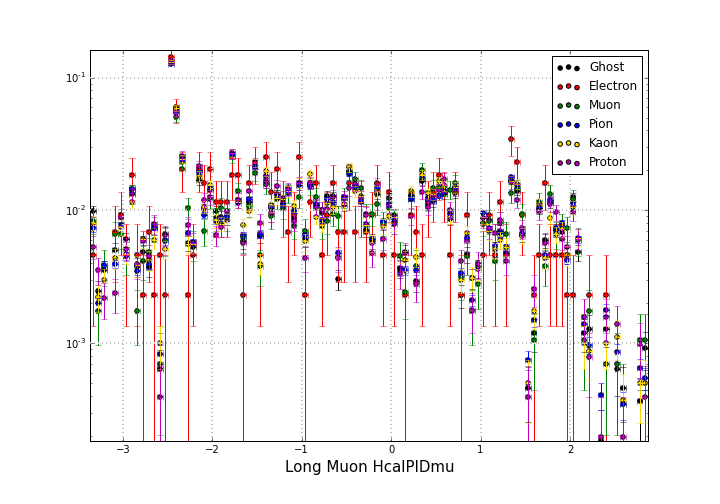 10⁻¹
10⁻²
10⁻³
Ghost
Electron
Muon
Pion
Kaon
Proton
−3 −2 −1 0 1 2
Long Muon HcalPIDmu